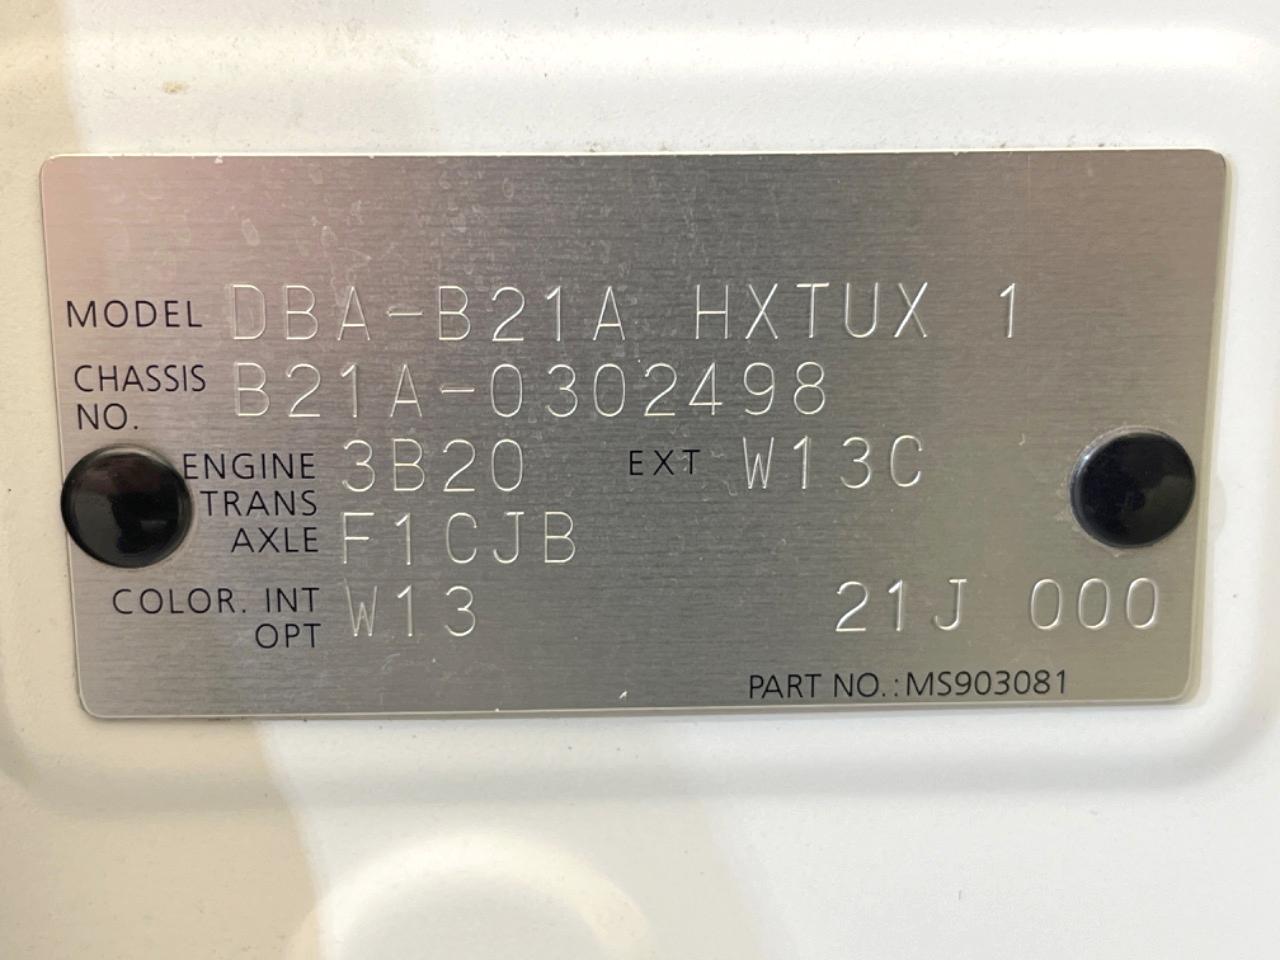 MODEL DBA-B21A HXTUX 1
CHASSIS NO. B21A-0302498
ENGINE 3B20 EXT W13C
TRANS AXLE F1CJB
COLOR. INT OPT W13 21J 000
PART NO.:MS903081